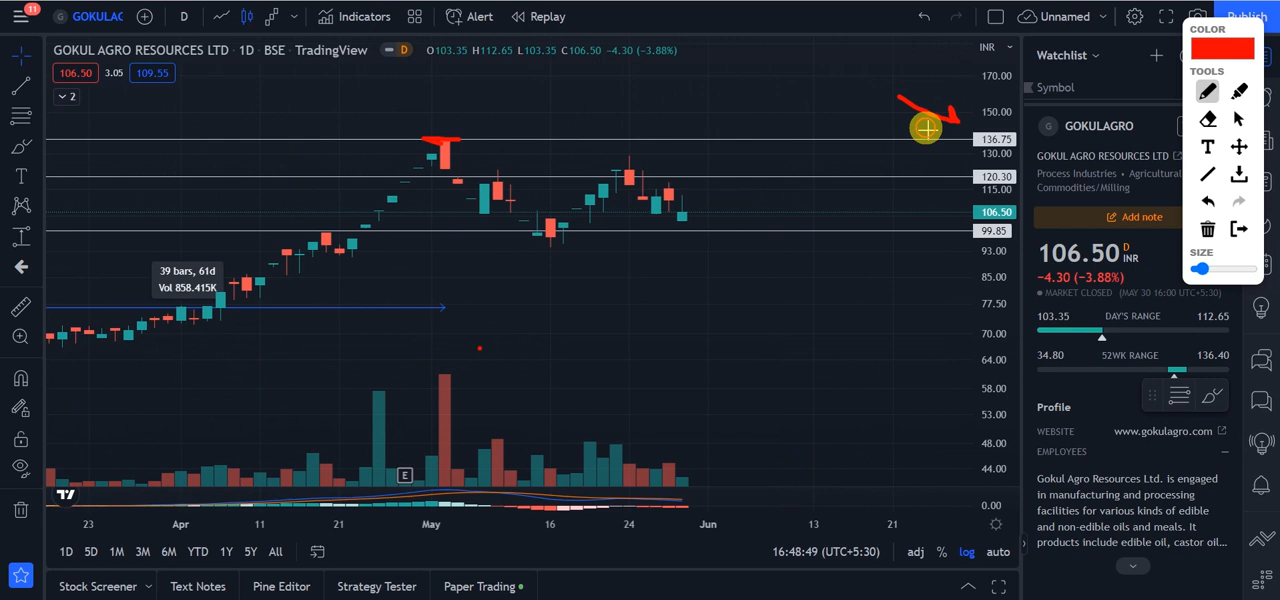 11
G GOKULAC
D
Indicators
Alert
Replay
Unnamed
Publish
GOKUL AGRO RESOURCES LTD · 1D · BSE · TradingView
D
O103.35 H112.65 L103.35 C106.50 -4.30 (-3.88%)
INR
106.50 3.05 109.55
2
170.00
150.00
136.75
130.00
120.30
115.00
106.50
99.85
93.00
85.00
77.50
70.00
64.00
58.00
53.00
48.00
44.00
0.00
39 bars, 61d
Vol 858.415K
E
23 Apr 11 21 May 16 24 Jun 13 21
1D 5D 1M 3M 6M YTD 1Y 5Y All
16:48:49 (UTC+5:30) adj % log auto
Stock Screener Text Notes Pine Editor Strategy Tester Paper Trading
Watchlist
Symbol
G GOKULAGRO
GOKUL AGRO RESOURCES LTD
Process Industries • Agricultural
Commodities/Milling
Add note
106.50 D INR
-4.30 (-3.88%)
MARKET CLOSED (MAY 30 16:00 UTC+5:30)
103.35 DAY'S RANGE 112.65
34.80 52WK RANGE 136.40
Profile
WEBSITE www.gokulagro.com
EMPLOYEES –
Gokul Agro Resources Ltd. is engaged
in manufacturing and processing
facilities for various kinds of edible
and non-edible oils and meals. It
products include edible oil, castor oil...
COLOR
TOOLS
T
SIZE